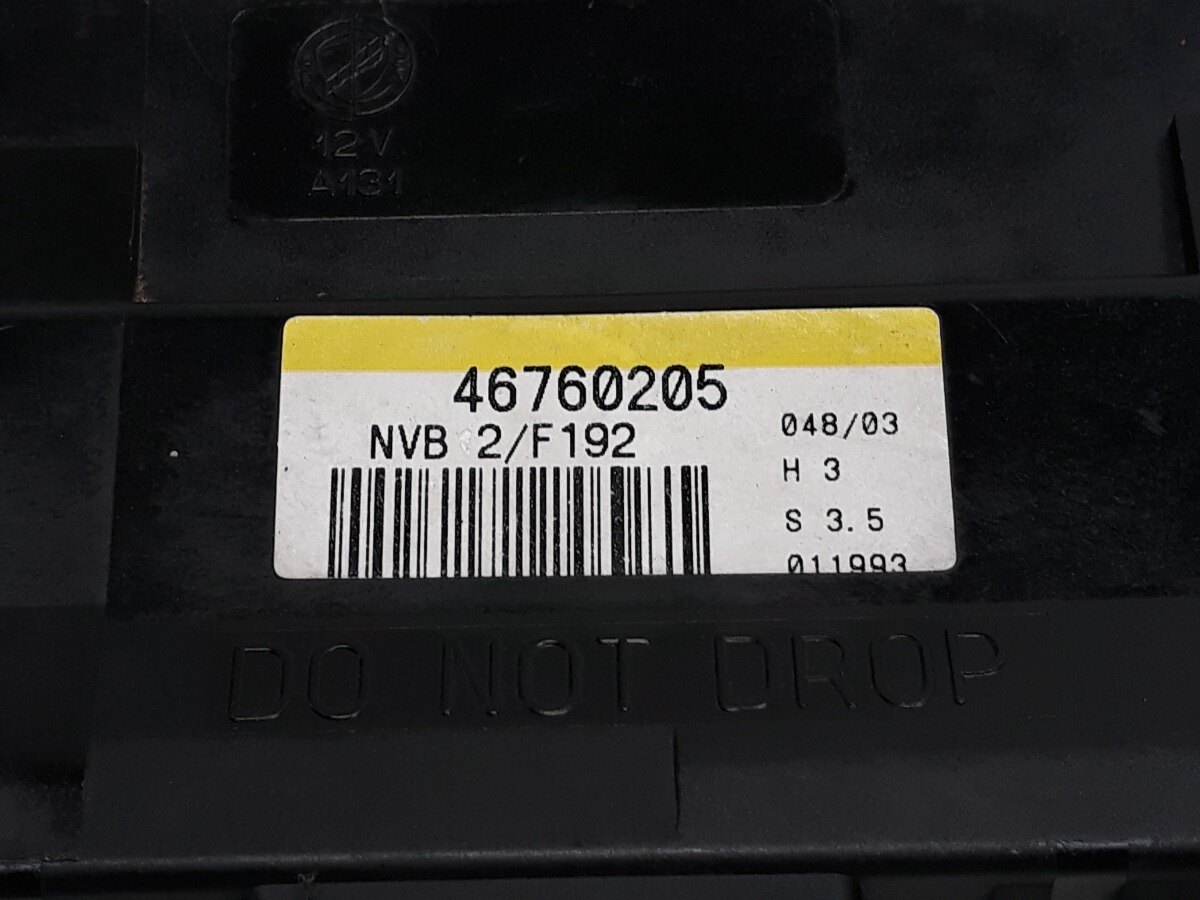 12V
A131
46760205
NVB 2/F192
048/03
H 3
S 3.5
011993
DO NOT DROP